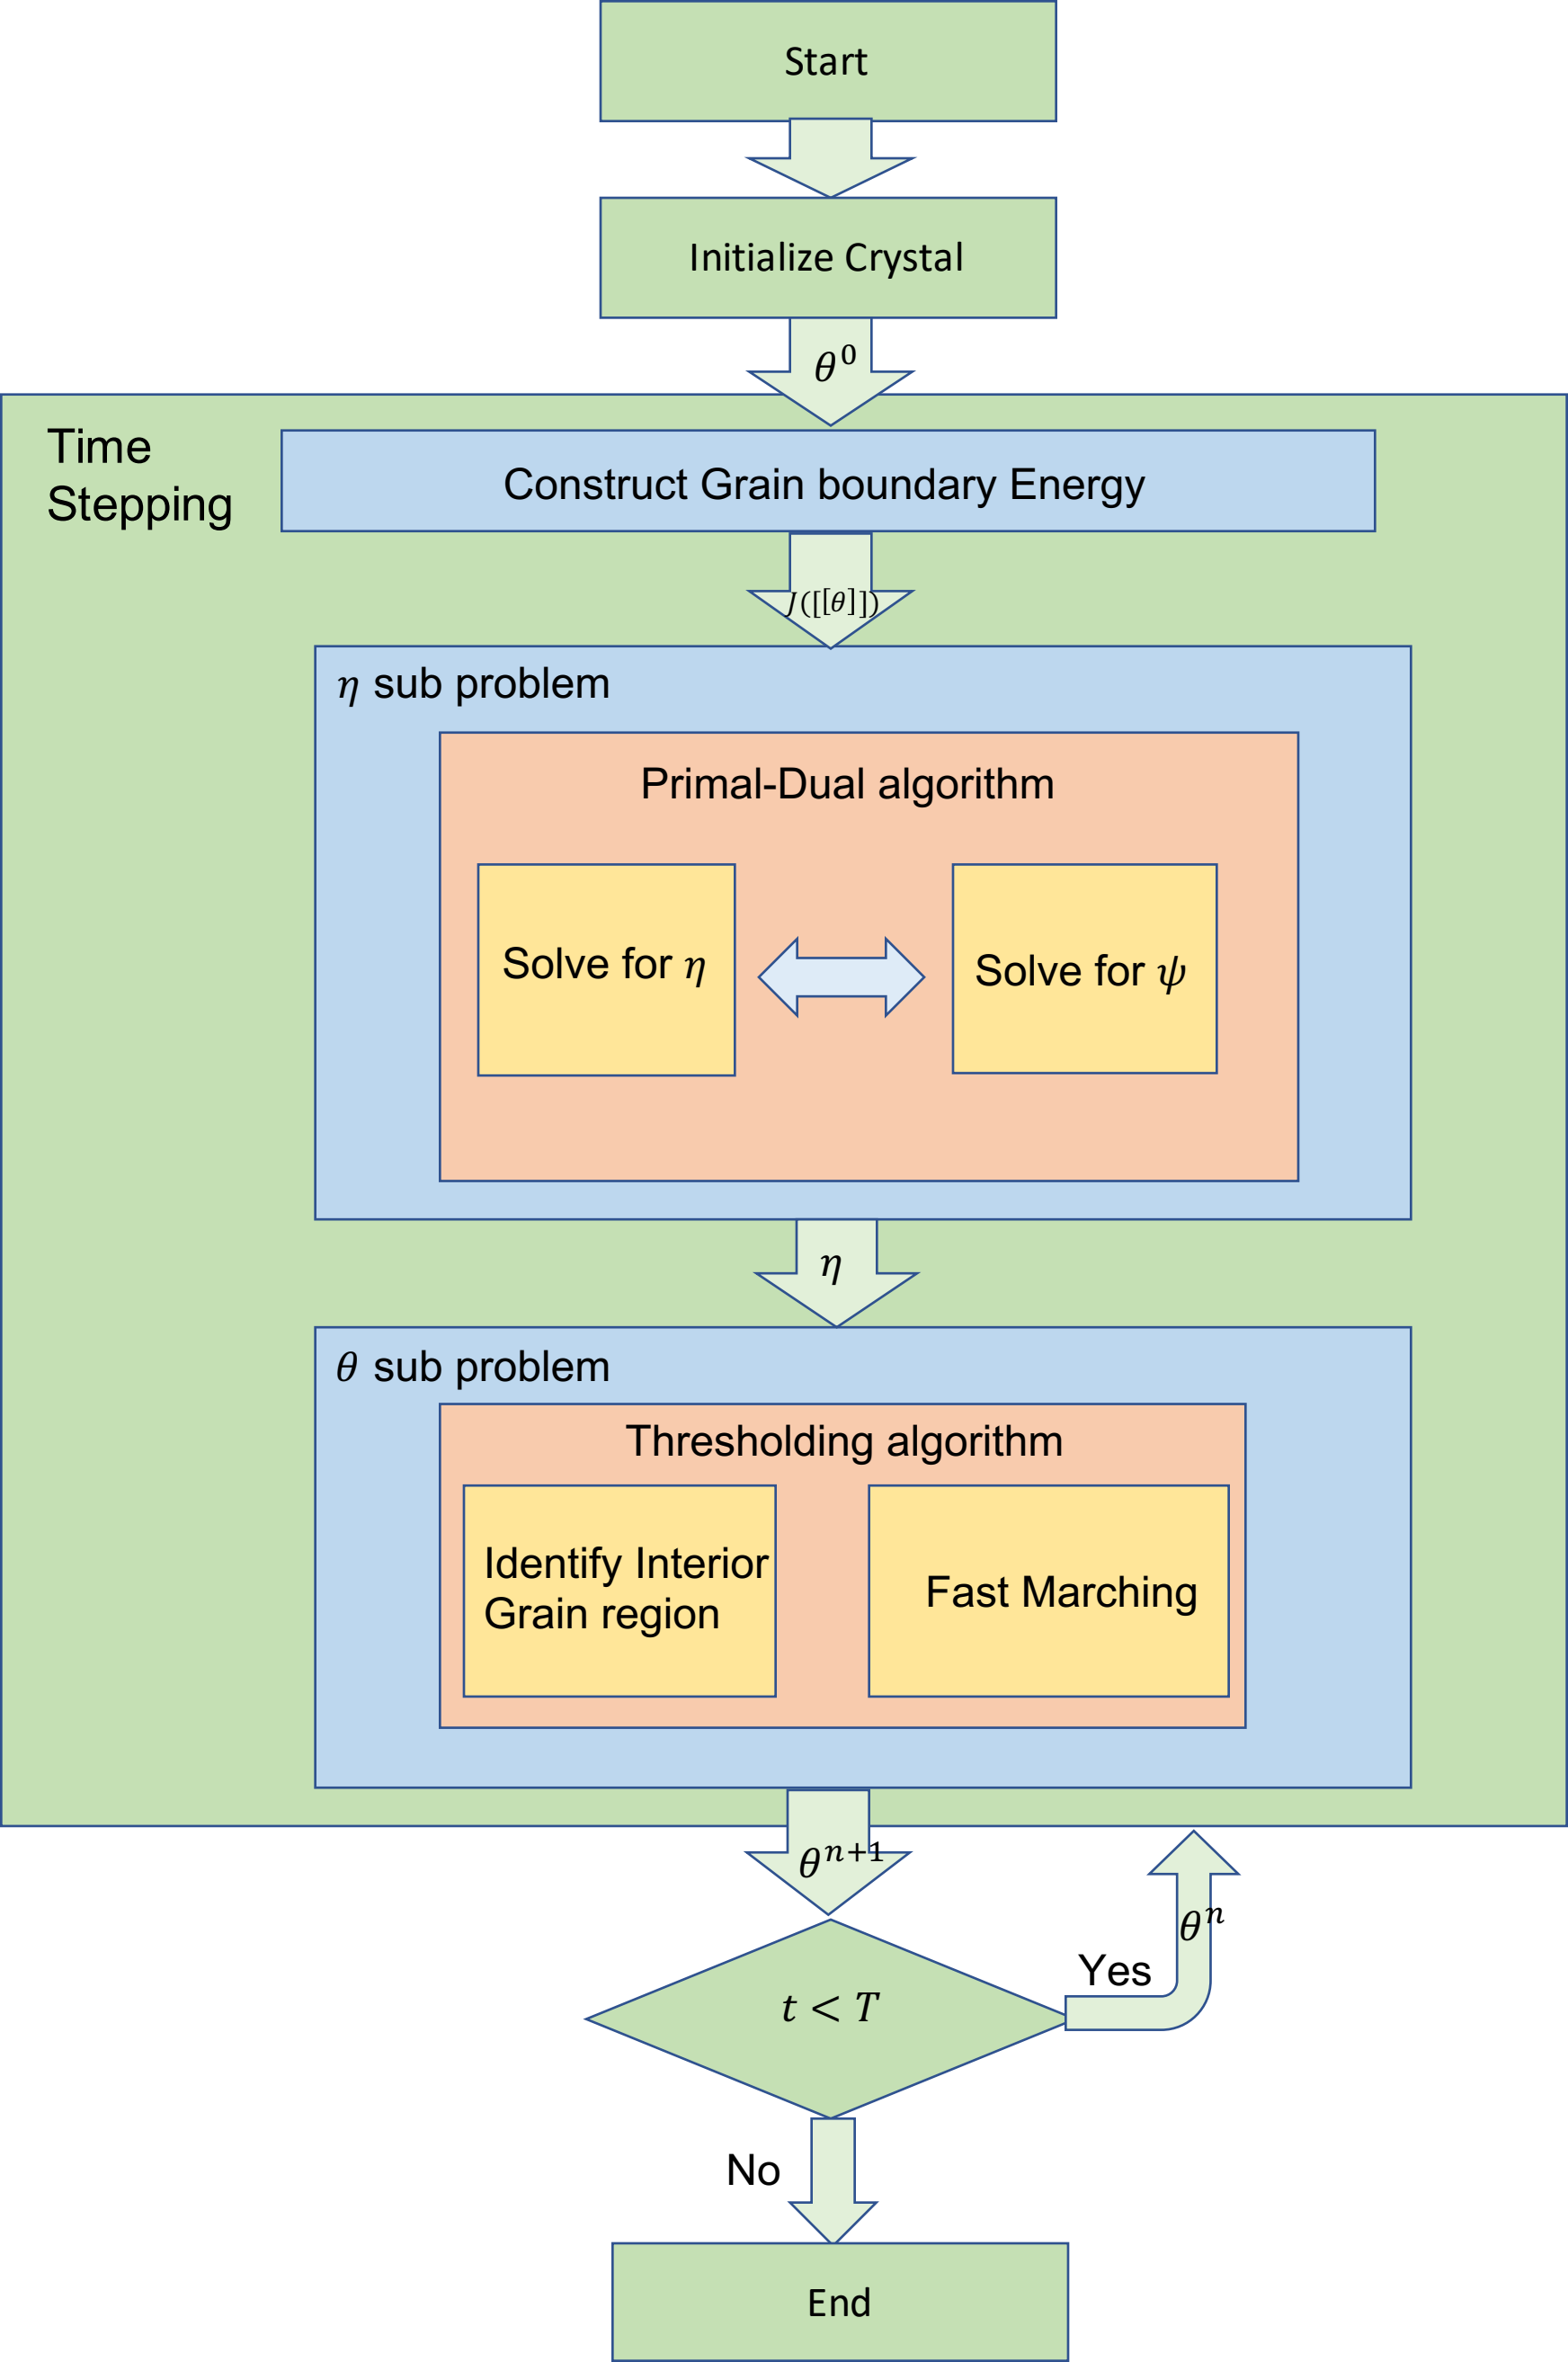 Start
Initialize Crystal
θ⁰
Time
Stepping
Construct Grain boundary Energy
J([[θ]])
η sub problem
Primal-Dual algorithm
Solve for η
Solve for ψ
η
θ sub problem
Thresholding algorithm
Identify Interior
Grain region
Fast Marching
θⁿ⁺¹
θⁿ
Yes
t < T
No
End